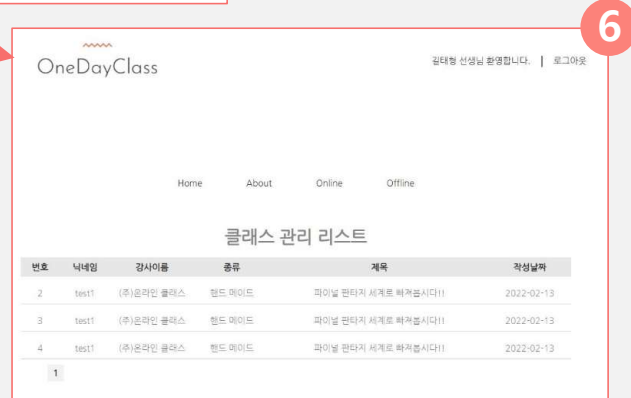 6
OneDayClass
김태형 선생님 환영합니다. | 로그아웃
Home About Online Offline
클래스 관리 리스트
번호 닉네임 강사이름 종류 제목 작성날짜
2 test1 (주)온라인 클래스 핸드 메이드 파이널 판타지 세계로 빠져봅시다!! 2022-02-13
3 test1 (주)온라인 클래스 핸드 메이드 파이널 판타지 세계로 빠져봅시다!! 2022-02-13
4 test1 (주)온라인 클래스 핸드 메이드 파이널 판타지 세계로 빠져봅시다!! 2022-02-13
1